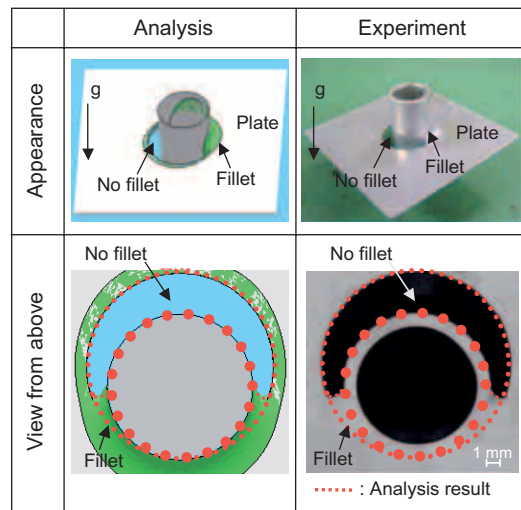 Analysis
Experiment
Appearance
g
Plate
No fillet
Fillet
g
Plate
No fillet
Fillet
View from above
No fillet
Fillet
No fillet
Fillet
1 mm
: Analysis result